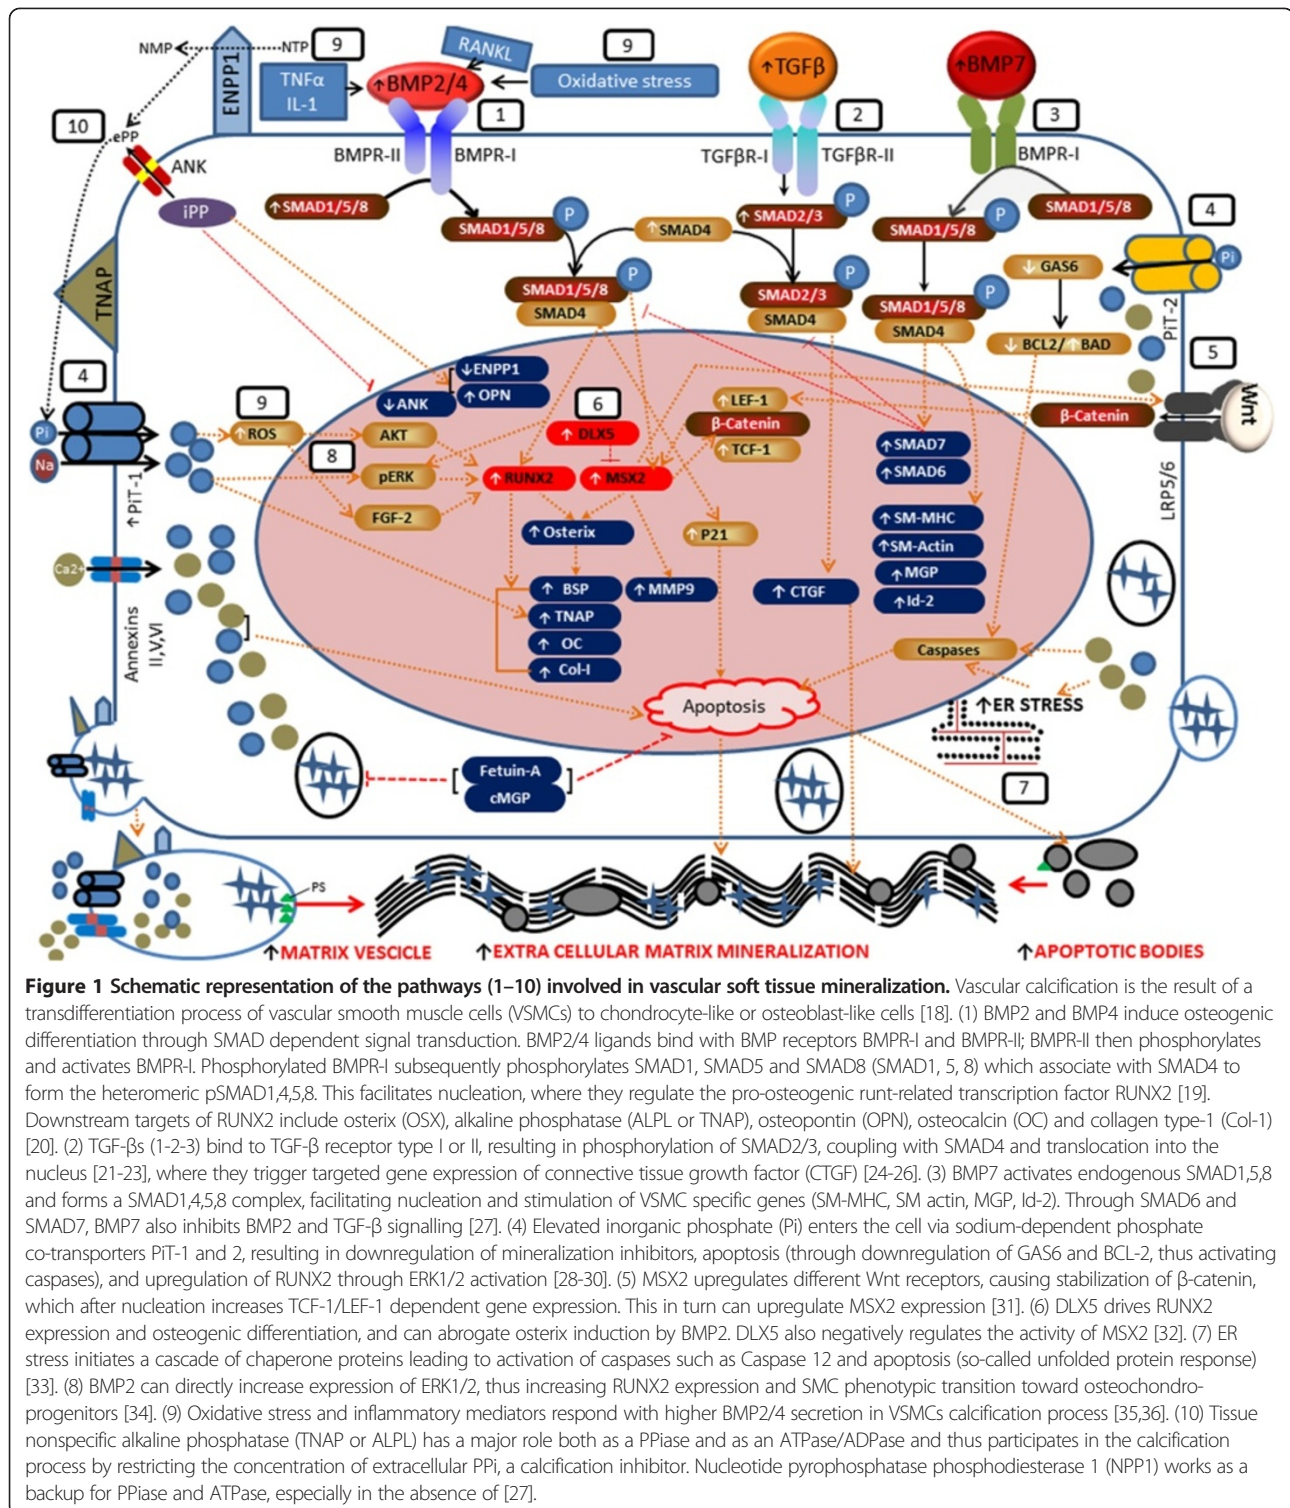 NMP
NTP
9
RANKL
9
ENPP1
TNFα
IL-1
↑BMP2/4
Oxidative stress
↑TGFβ
↑BMP7
10
ePP
1
2
3
ANK
BMPR-II
BMPR-I
TGFβR-I
TGFβR-II
BMPR-I
iPP
↑SMAD1/5/8
P
↑SMAD2/3
P
SMAD1/5/8
4
SMAD1/5/8
↑SMAD4
SMAD1/5/8
P
TNAP
P
P
↓ GAS6
Pi
SMAD1/5/8
SMAD4
SMAD2/3
SMAD4
SMAD1/5/8
SMAD4
P
PiT-2
↓ BCL2/↑BAD
4
↓ENPP1
↑ OPN
↓ANK
6
5
Wnt
Pi
Na
9
↑ ROS
AKT
↑ DLX5
↑ LEF-1
β-Catenin
↑ TCF-1
β-Catenin
↑ SMAD7
↑ SMAD6
8
pERK
↑ RUNX2
↑ MSX2
LRP5/6
↑PiT-1
FGF-2
↑ Osterix
↑ P21
↑ SM-MHC
↑SM-Actin
↑ MGP
↑ Id-2
Ca2+
Annexins
II,V,VI
↑ BSP
↑ TNAP
↑ OC
↑ Col-I
↑ MMP9
↑ CTGF
Caspases
Apoptosis
↑ER STRESS
Fetuin-A
cMGP
7
PS
↑MATRIX VESCICLE
↑EXTRA CELLULAR MATRIX MINERALIZATION
↑APOPTOTIC BODIES
Figure 1 Schematic representation of the pathways (1–10) involved in vascular soft tissue mineralization. Vascular calcification is the result of a
transdifferentiation process of vascular smooth muscle cells (VSMCs) to chondrocyte-like or osteoblast-like cells [18]. (1) BMP2 and BMP4 induce osteogenic
differentiation through SMAD dependent signal transduction. BMP2/4 ligands bind with BMP receptors BMPR-I and BMPR-II; BMPR-II then phosphorylates
and activates BMPR-I. Phosphorylated BMPR-I subsequently phosphorylates SMAD1, SMAD5 and SMAD8 (SMAD1, 5, 8) which associate with SMAD4 to
form the heteromeric pSMAD1,4,5,8. This facilitates nucleation, where they regulate the pro-osteogenic runt-related transcription factor RUNX2 [19].
Downstream targets of RUNX2 include osterix (OSX), alkaline phosphatase (ALPL or TNAP), osteopontin (OPN), osteocalcin (OC) and collagen type-1 (Col-1)
[20]. (2) TGF-βs (1-2-3) bind to TGF-β receptor type I or II, resulting in phosphorylation of SMAD2/3, coupling with SMAD4 and translocation into the
nucleus [21-23], where they trigger targeted gene expression of connective tissue growth factor (CTGF) [24-26]. (3) BMP7 activates endogenous SMAD1,5,8
and forms a SMAD1,4,5,8 complex, facilitating nucleation and stimulation of VSMC specific genes (SM-MHC, SM actin, MGP, Id-2). Through SMAD6 and
SMAD7, BMP7 also inhibits BMP2 and TGF-β signalling [27]. (4) Elevated inorganic phosphate (Pi) enters the cell via sodium-dependent phosphate
co-transporters PiT-1 and 2, resulting in downregulation of mineralization inhibitors, apoptosis (through downregulation of GAS6 and BCL-2, thus activating
caspases), and upregulation of RUNX2 through ERK1/2 activation [28-30]. (5) MSX2 upregulates different Wnt receptors, causing stabilization of β-catenin,
which after nucleation increases TCF-1/LEF-1 dependent gene expression. This in turn can upregulate MSX2 expression [31]. (6) DLX5 drives RUNX2
expression and osteogenic differentiation, and can abrogate osterix induction by BMP2. DLX5 also negatively regulates the activity of MSX2 [32]. (7) ER
stress initiates a cascade of chaperone proteins leading to activation of caspases such as Caspase 12 and apoptosis (so-called unfolded protein response)
[33]. (8) BMP2 can directly increase expression of ERK1/2, thus increasing RUNX2 expression and SMC phenotypic transition toward osteochondro-
progenitors [34]. (9) Oxidative stress and inflammatory mediators respond with higher BMP2/4 secretion in VSMCs calcification process [35,36]. (10) Tissue
nonspecific alkaline phosphatase (TNAP or ALPL) has a major role both as a PPiase and as an ATPase/ADPase and thus participates in the calcification
process by restricting the concentration of extracellular PPi, a calcification inhibitor. Nucleotide pyrophosphatase phosphodiesterase 1 (NPP1) works as a
backup for PPiase and ATPase, especially in the absence of [27].